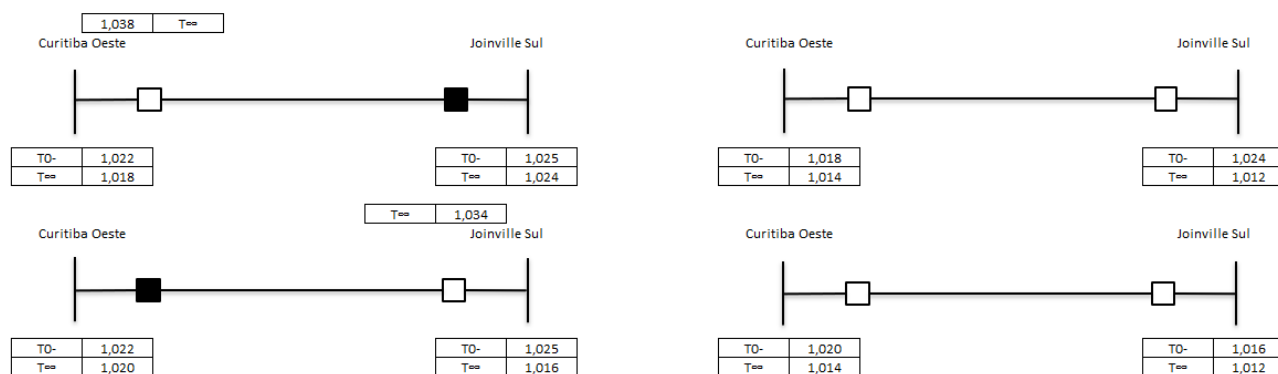 1,038 T∞
Curitiba Oeste Joinville Sul
T0- 1,022 T0- 1,025
T∞ 1,018 T∞ 1,024
Curitiba Oeste Joinville Sul
T0- 1,018 T0- 1,024
T∞ 1,014 T∞ 1,012
T∞ 1,034
Curitiba Oeste Joinville Sul
T0- 1,022 T0- 1,025
T∞ 1,020 T∞ 1,016
Curitiba Oeste Joinville Sul
T0- 1,020 T0- 1,016
T∞ 1,014 T∞ 1,012